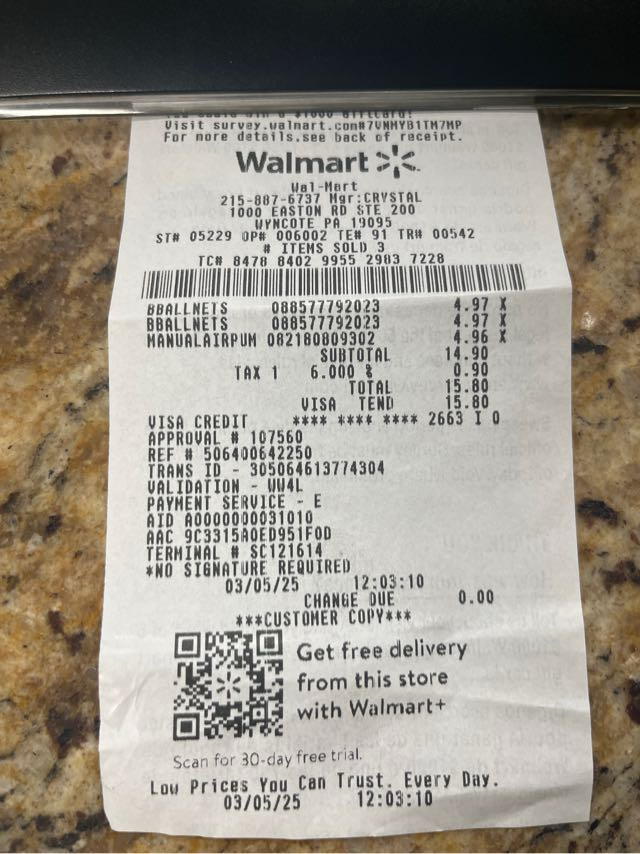 Visit survey.walmart.com#7VNMYB1TM7MP
For more details.see back of receipt.
Walmart
Wal-Mart
215-887-6737 Mgr:CRYSTAL
1000 EASTON RD STE 200
WYNCOTE PA 19095
ST# 05229 OP# 006002 TE# 91 TR# 00542
# ITEMS SOLD 3
TC# 8478 8402 9955 2983 7228
BBALLNETS 088577792023 4.97 X
BBALLNETS 088577792023 4.97 X
MANUALAIRPUM 082180809302 4.96 X
SUBTOTAL 14.90
TAX 1 6.000 % 0.90
TOTAL 15.80
VISA TEND 15.80
VISA CREDIT **** **** **** 2663 I 0
APPROVAL # 107560
REF # 506400642250
TRANS ID - 305064613774304
VALIDATION - WW4L
PAYMENT SERVICE - E
AID A0000000031010
AAC 9C3315A0ED951F0D
TERMINAL # SC121614
*NO SIGNATURE REQUIRED
03/05/25 12:03:10
CHANGE DUE 0.00
***CUSTOMER COPY***
Get free delivery
from this store
with Walmart+
Scan for 30-day free trial.
Low Prices You Can Trust. Every Day.
03/05/25 12:03:10